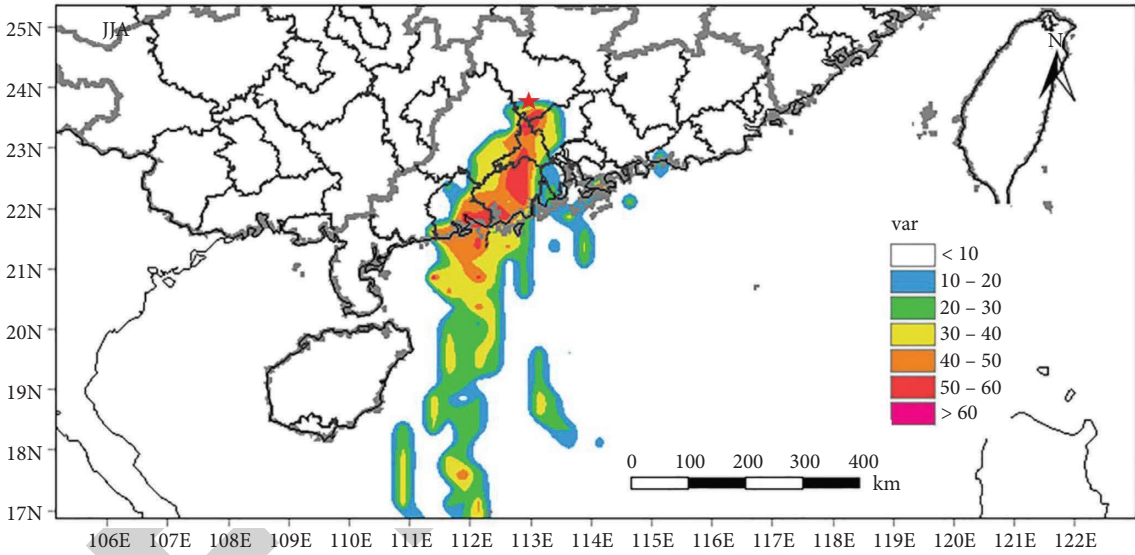 JJA
N
25N
24N
23N
22N
21N
20N
19N
18N
17N
var
< 10
10 – 20
20 – 30
30 – 40
40 – 50
50 – 60
> 60
0 100 200 300 400
km
106E 107E 108E 109E 110E 111E 112E 113E 114E 115E 116E 117E 118E 119E 120E 121E 122E